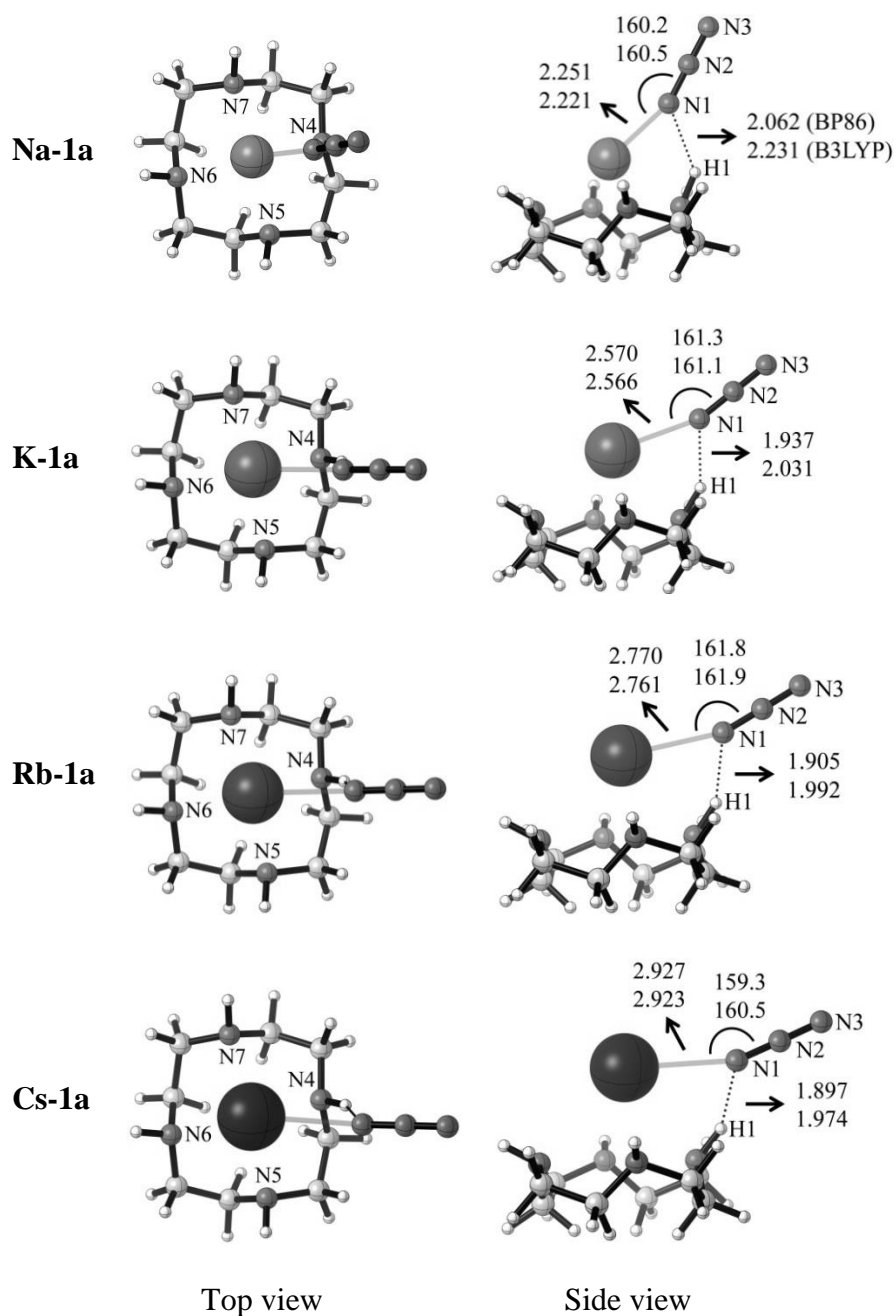 Na-1a
N7
N4
N6
N5
160.2
160.5
N3
N2
2.251
2.221
N1
2.062 (BP86)
2.231 (B3LYP)
H1
K-1a
N7
N4
N6
N5
161.3
161.1
N3
2.570
2.566
N2
N1
1.937
2.031
H1
Rb-1a
N7
N4
N6
N5
161.8
161.9
N3
2.770
2.761
N2
N1
1.905
1.992
H1
Cs-1a
N7
N4
N6
N5
2.927
2.923
159.3
160.5
N3
N2
N1
1.897
1.974
H1
Top view
Side view